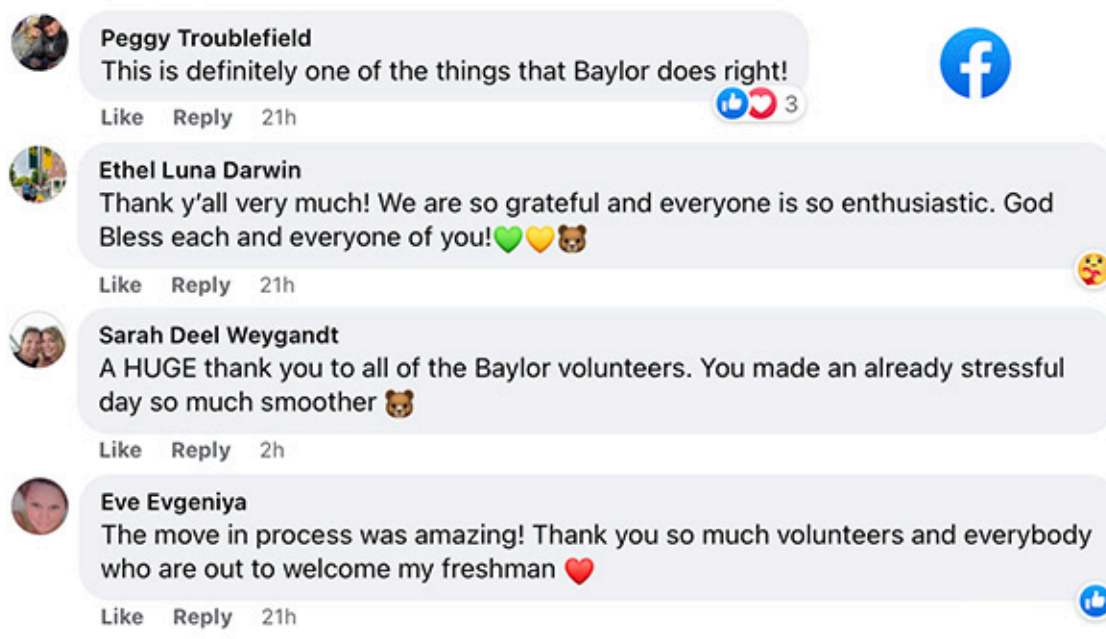 Peggy Troublefield
This is definitely one of the things that Baylor does right!
Like Reply 21h
3
Ethel Luna Darwin
Thank y'all very much! We are so grateful and everyone is so enthusiastic. God
Bless each and everyone of you!💚💛🐻
Like Reply 21h
Sarah Deel Weygandt
A HUGE thank you to all of the Baylor volunteers. You made an already stressful
day so much smoother 🐻
Like Reply 2h
Eve Evgeniya
The move in process was amazing! Thank you so much volunteers and everybody
who are out to welcome my freshman ❤️
Like Reply 21h